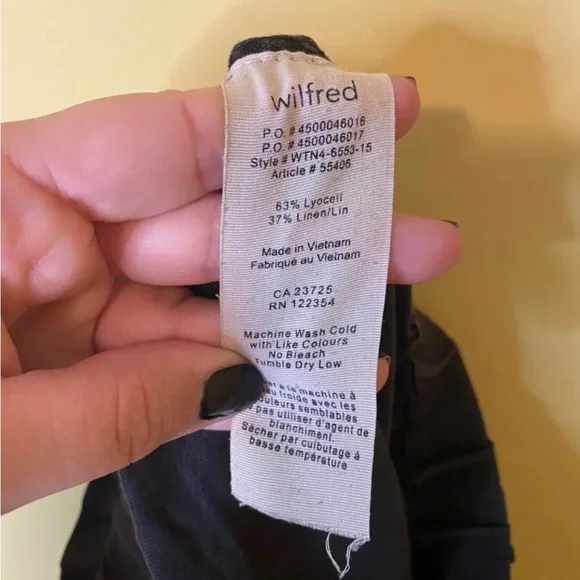 wilfred
P.O. # 4500046016
P.O. # 4500046017
Style # WTN4-6553-15
Article # 55406
63% Lyocell
37% Linen/Lin
Made in Vietnam
Fabriqué au Vietnam
CA 23725
RN 122354
Machine Wash Cold
with Like Colours
No Bleach
Tumble Dry Low
à la machine à
froide avec les
semblables
pas utiliser d'agent de
blanchiment.
Sécher par culbutage à
basse température